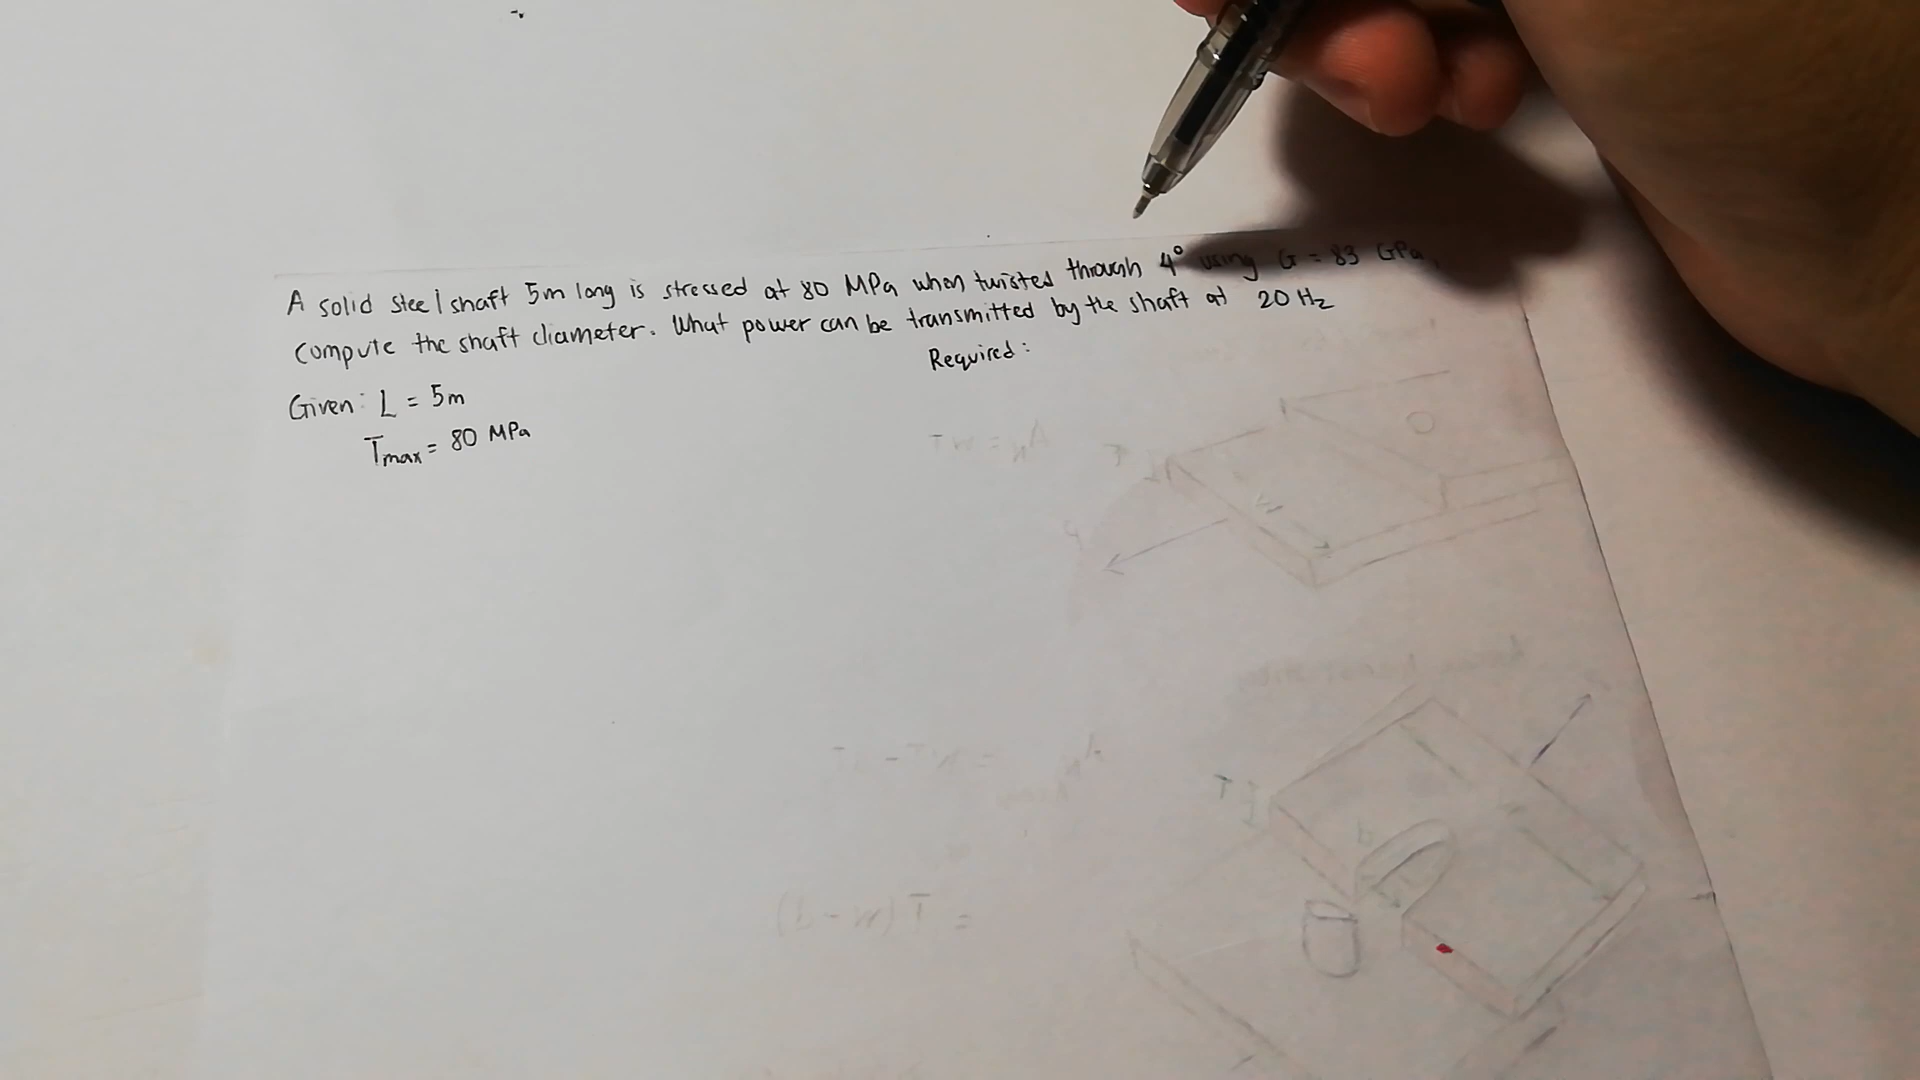 A solid steel shaft 5m long is stressed at 80 MPa when twisted through 4° using G = 83 GPa,
compute the shaft diameter. What power can be transmitted by the shaft at 20 Hz
Required:
Given: L = 5m
Tmax = 80 MPa